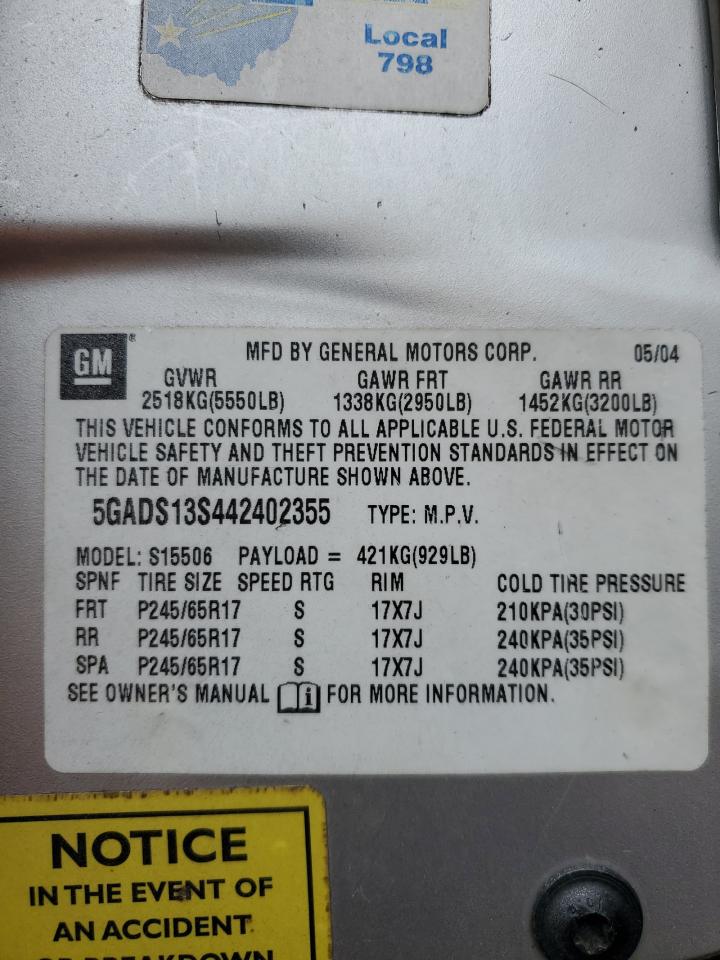 Local
798
GM
MFD BY GENERAL MOTORS CORP. 05/04
GVWR GAWR FRT GAWR RR
2518KG(5550LB) 1338KG(2950LB) 1452KG(3200LB)
THIS VEHICLE CONFORMS TO ALL APPLICABLE U.S. FEDERAL MOTOR
VEHICLE SAFETY AND THEFT PREVENTION STANDARDS IN EFFECT ON
THE DATE OF MANUFACTURE SHOWN ABOVE.
5GADS13S442402355 TYPE: M.P.V.
MODEL: S15506 PAYLOAD = 421KG(929LB)
SPNF TIRE SIZE SPEED RTG RIM COLD TIRE PRESSURE
FRT P245/65R17 S 17X7J 210KPA(30PSI)
RR P245/65R17 S 17X7J 240KPA(35PSI)
SPA P245/65R17 S 17X7J 240KPA(35PSI)
SEE OWNER'S MANUAL i FOR MORE INFORMATION.
NOTICE
IN THE EVENT OF
AN ACCIDENT
OR BREAKDOWN